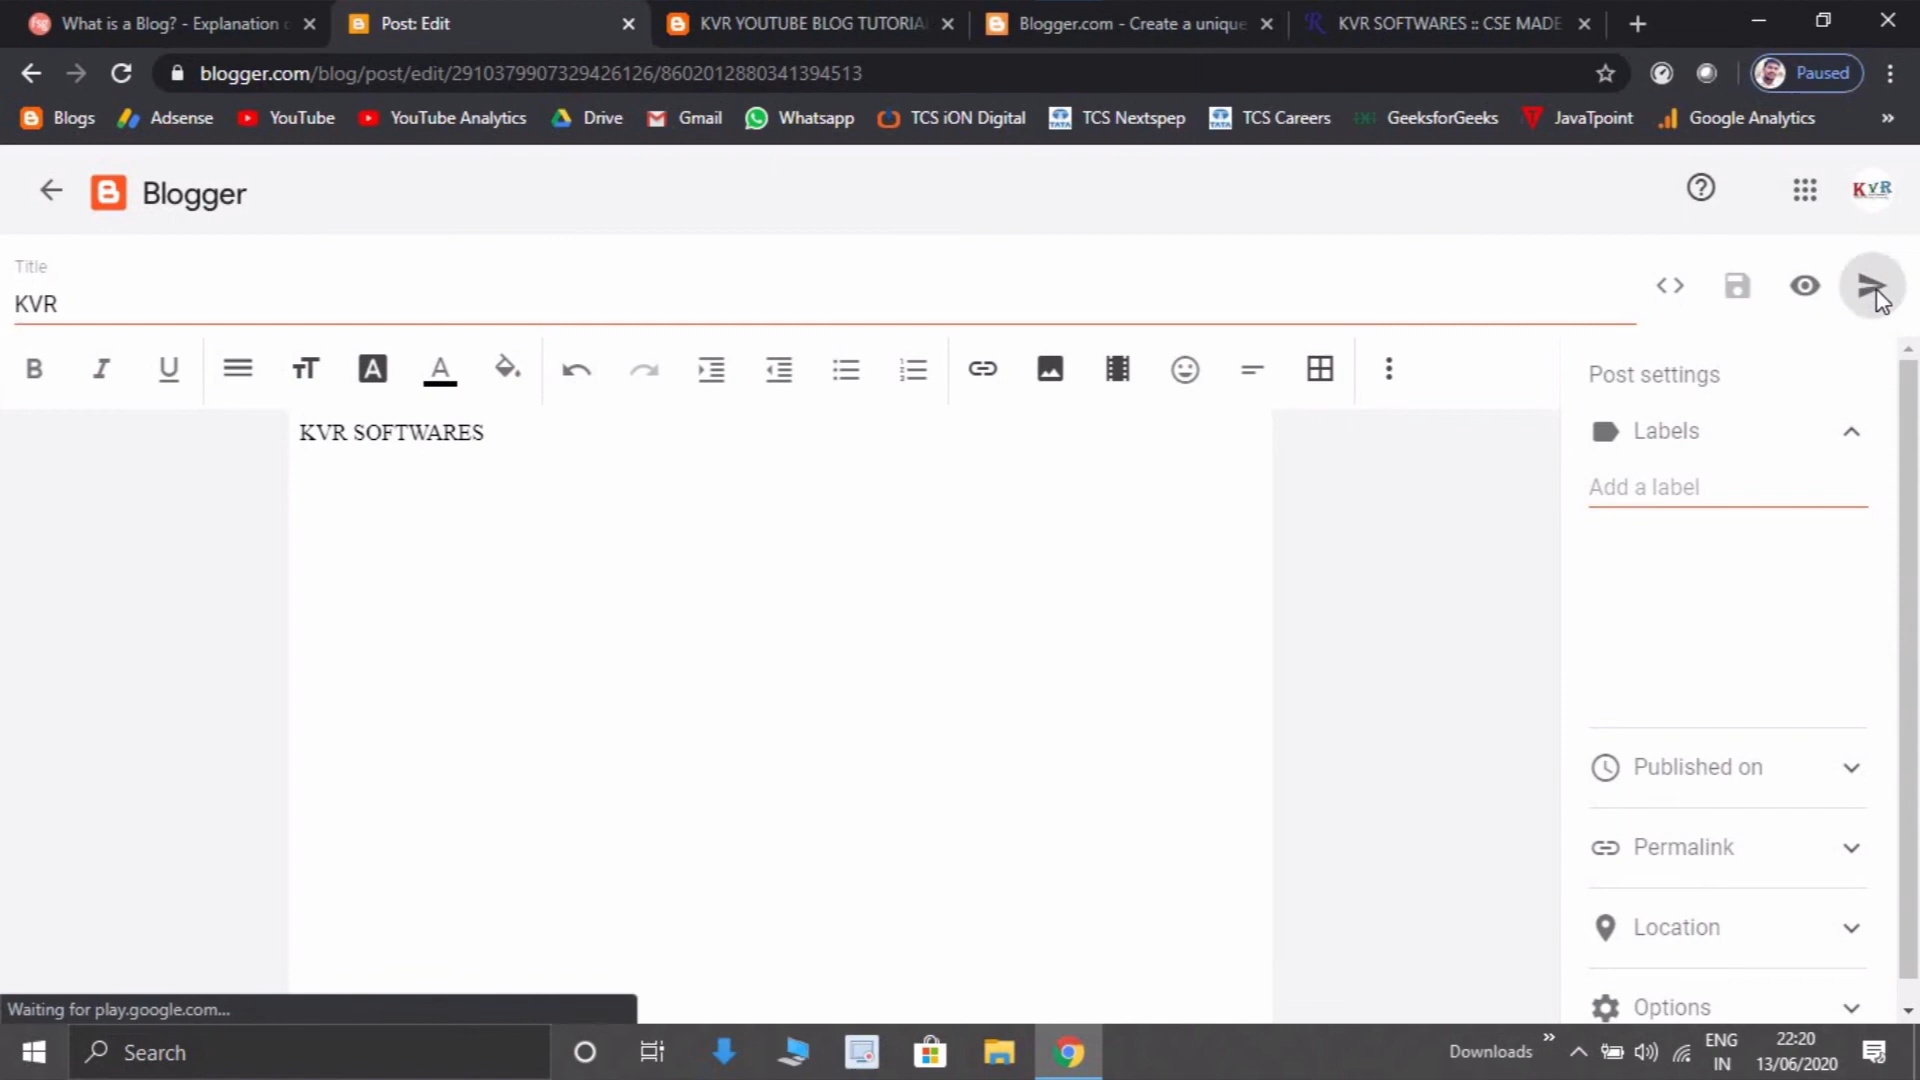 What is a Blog? - Explanation
Post: Edit
KVR YOUTUBE BLOG TUTORIA
Blogger.com - Create a unique
KVR SOFTWARES :: CSE MADE
blogger.com/blog/post/edit/2910379907329426126/8602012880341394513
Paused
Blogs
Adsense
YouTube
YouTube Analytics
Drive
Gmail
Whatsapp
TCS iON Digital
TCS Nextspep
TCS Careers
GeeksforGeeks
JavaTpoint
Google Analytics
Blogger
KVR
Title
KVR
KVR SOFTWARES
Post settings
Labels
Add a label
Published on
Permalink
Location
Options
Waiting for play.google.com...
Search
Downloads
ENG
IN
22:20
13/06/2020